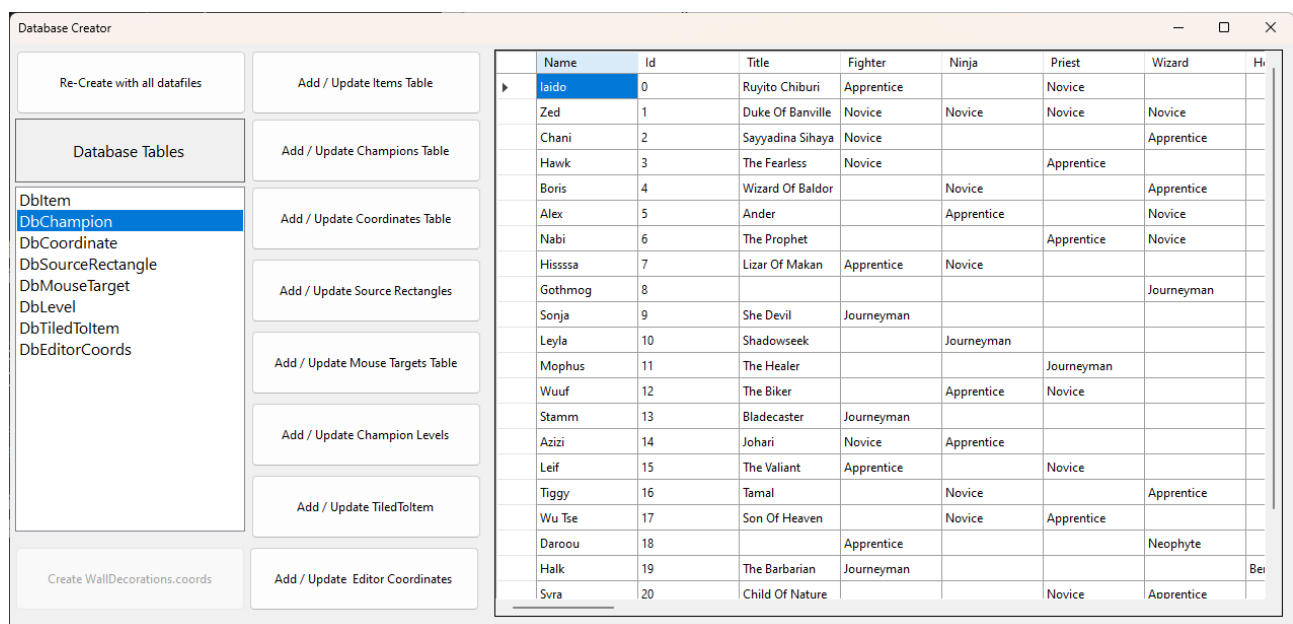 Database Creator
Re-Create with all datafiles
Add / Update Items Table
Database Tables
Add / Update Champions Table
DbItem
DbChampion
DbCoordinate
DbSourceRectangle
DbMouseTarget
DbLevel
DbTiledToItem
DbEditorCoords
Add / Update Coordinates Table
Add / Update Source Rectangles
Add / Update Mouse Targets Table
Add / Update Champion Levels
Add / Update TiledToItem
Create WallDecorations.coords
Add / Update Editor Coordinates
Name Id Title Fighter Ninja Priest Wizard
Iaido 0 Ruyito Chiburi Apprentice Novice
Zed 1 Duke Of Banville Novice Novice Novice Novice
Chani 2 Sayyadina Sihaya Novice Apprentice
Hawk 3 The Fearless Novice Apprentice
Boris 4 Wizard Of Baldor Novice Apprentice
Alex 5 Ander Apprentice Novice
Nabi 6 The Prophet Apprentice Novice
Hissssa 7 Lizar Of Makan Apprentice Novice
Gothmog 8 Journeyman
Sonja 9 She Devil Journeyman
Leyla 10 Shadowseek Journeyman
Mophus 11 The Healer Journeyman
Wuuf 12 The Biker Apprentice Novice
Stamm 13 Bladecaster Journeyman
Azizi 14 Johari Novice Apprentice
Leif 15 The Valiant Apprentice Novice
Tiggy 16 Tamal Novice Apprentice
Wu Tse 17 Son Of Heaven Novice Apprentice
Daroou 18 Apprentice Neophyte
Halk 19 The Barbarian Journeyman
Syra 20 Child Of Nature Novice Apprentice